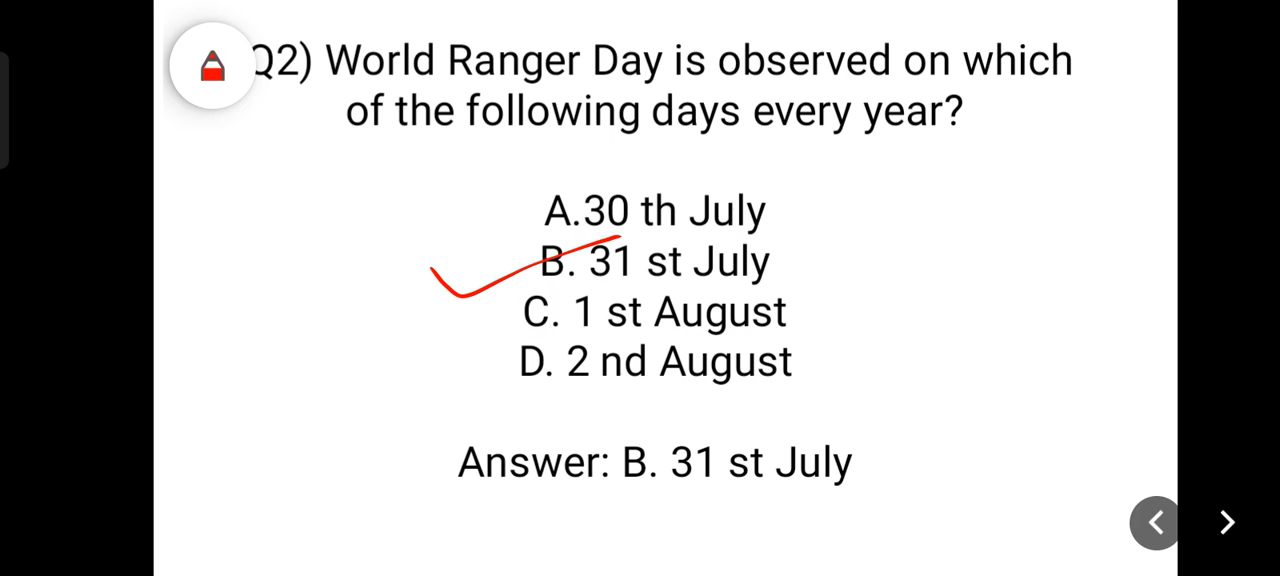 Q2) World Ranger Day is observed on which
of the following days every year?
A.30 th July
B. 31 st July
C. 1 st August
D. 2 nd August
Answer: B. 31 st July